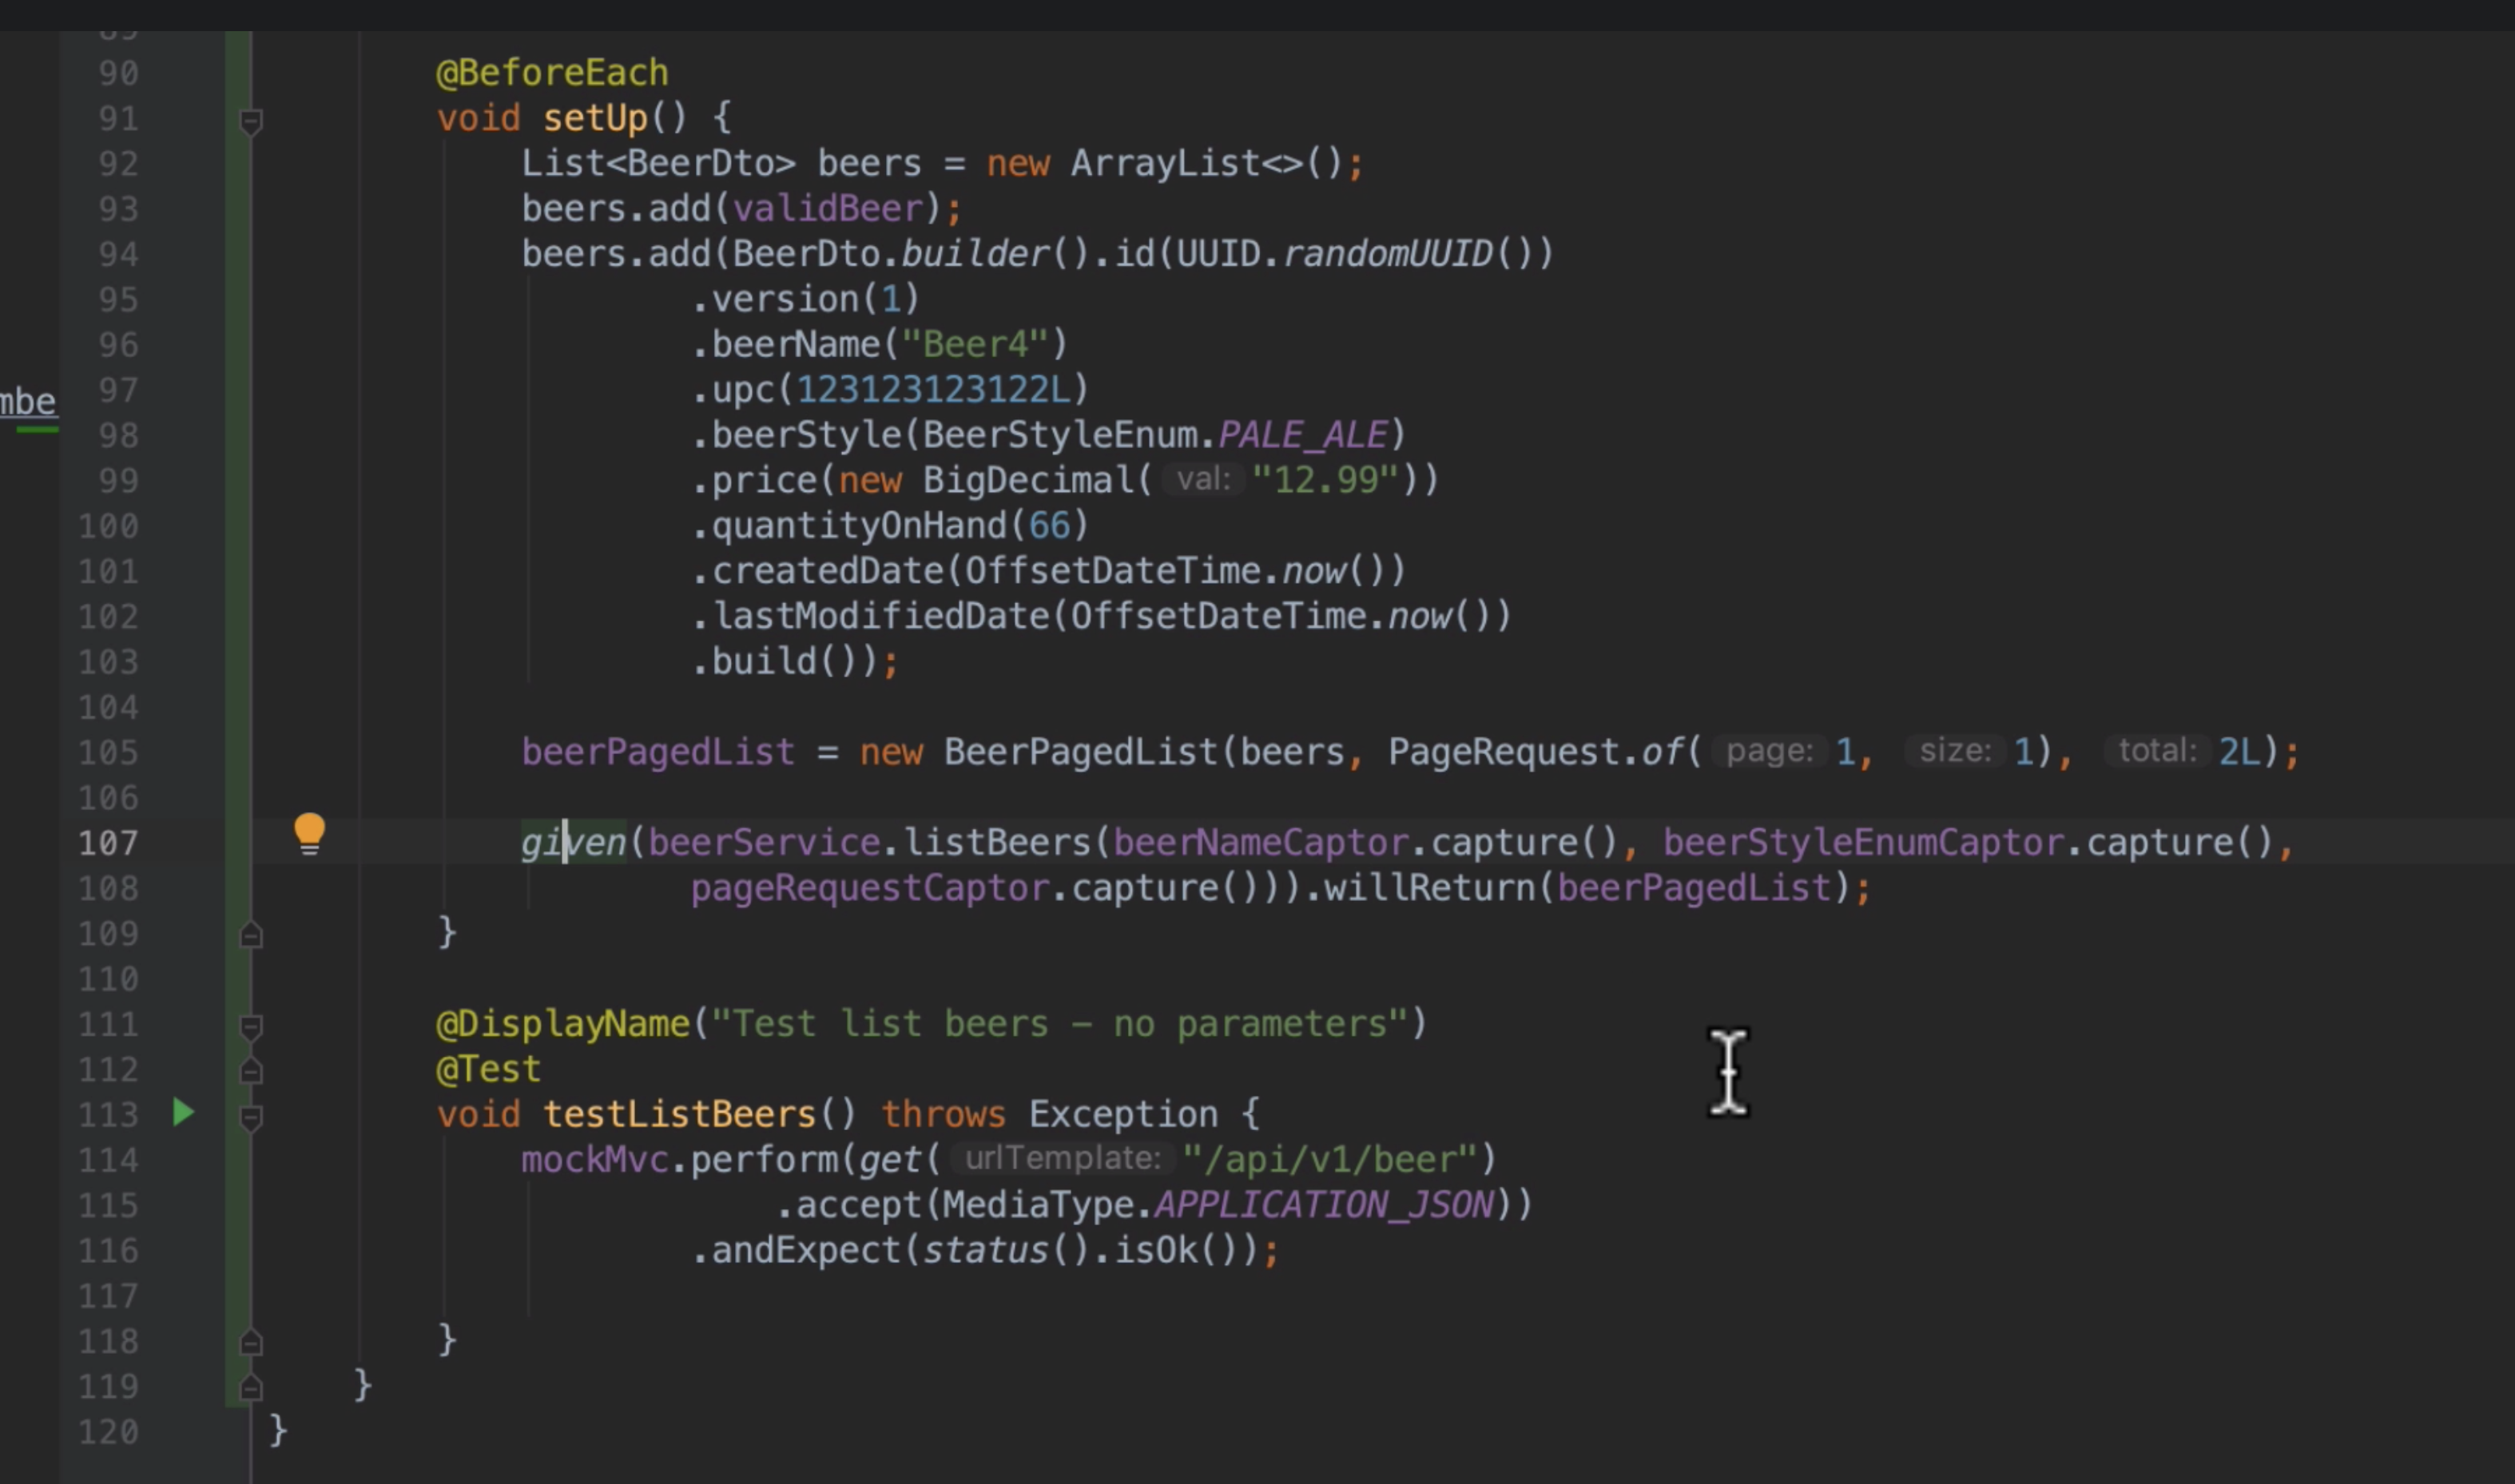 89
90 @BeforeEach
91 void setUp() {
92 List<BeerDto> beers = new ArrayList<>();
93 beers.add(validBeer);
94 beers.add(BeerDto.builder().id(UUID.randomUUID())
95 .version(1)
96 .beerName("Beer4")
mbe
97 .upc(123123123122L)
98 .beerStyle(BeerStyleEnum.PALE_ALE)
99 .price(new BigDecimal( val: "12.99"))
100 .quantityOnHand(66)
101 .createdDate(OffsetDateTime.now())
102 .lastModifiedDate(OffsetDateTime.now())
103 .build());
104
105 beerPagedList = new BeerPagedList(beers, PageRequest.of( page: 1, size: 1), total: 2L);
106
107 given(beerService.listBeers(beerNameCaptor.capture(), beerStyleEnumCaptor.capture(),
108 pageRequestCaptor.capture())).willReturn(beerPagedList);
109 }
110
111 @DisplayName("Test list beers – no parameters")
112 @Test
113 void testListBeers() throws Exception {
114 mockMvc.perform(get( urlTemplate: "/api/v1/beer")
115 .accept(MediaType.APPLICATION_JSON))
116 .andExpect(status().isOk());
117
118 }
119 }
120 }